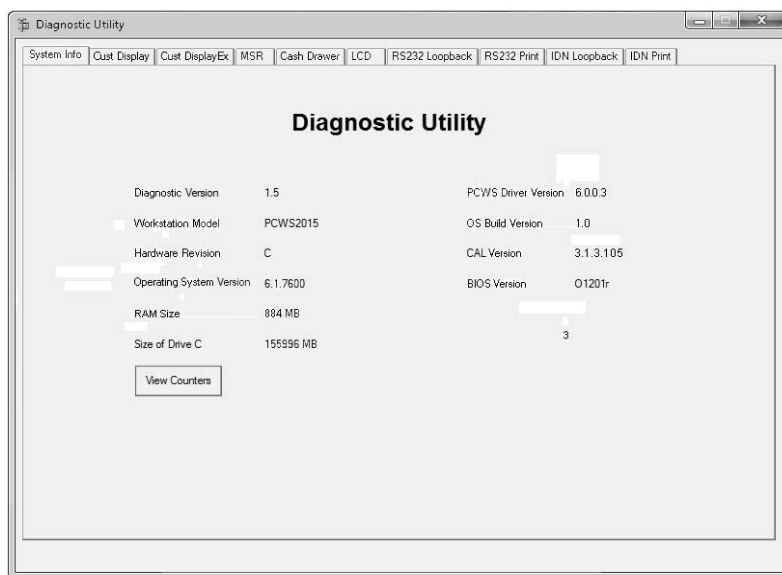 Diagnostic Utility
System Info Cust Display Cust DisplayEx MSR Cash Drawer LCD RS232 Loopback RS232 Print IDN Loopback IDN Print
Diagnostic Utility
Diagnostic Version 1.5 PCWS Driver Version 6.0.0.3
Workstation Model PCWS2015 OS Build Version 1.0
Hardware Revision C CAL Version 3.1.3.105
Operating System Version 6.1.7600 BIOS Version O1201r
RAM Size 884 MB
3
Size of Drive C 155996 MB
View Counters